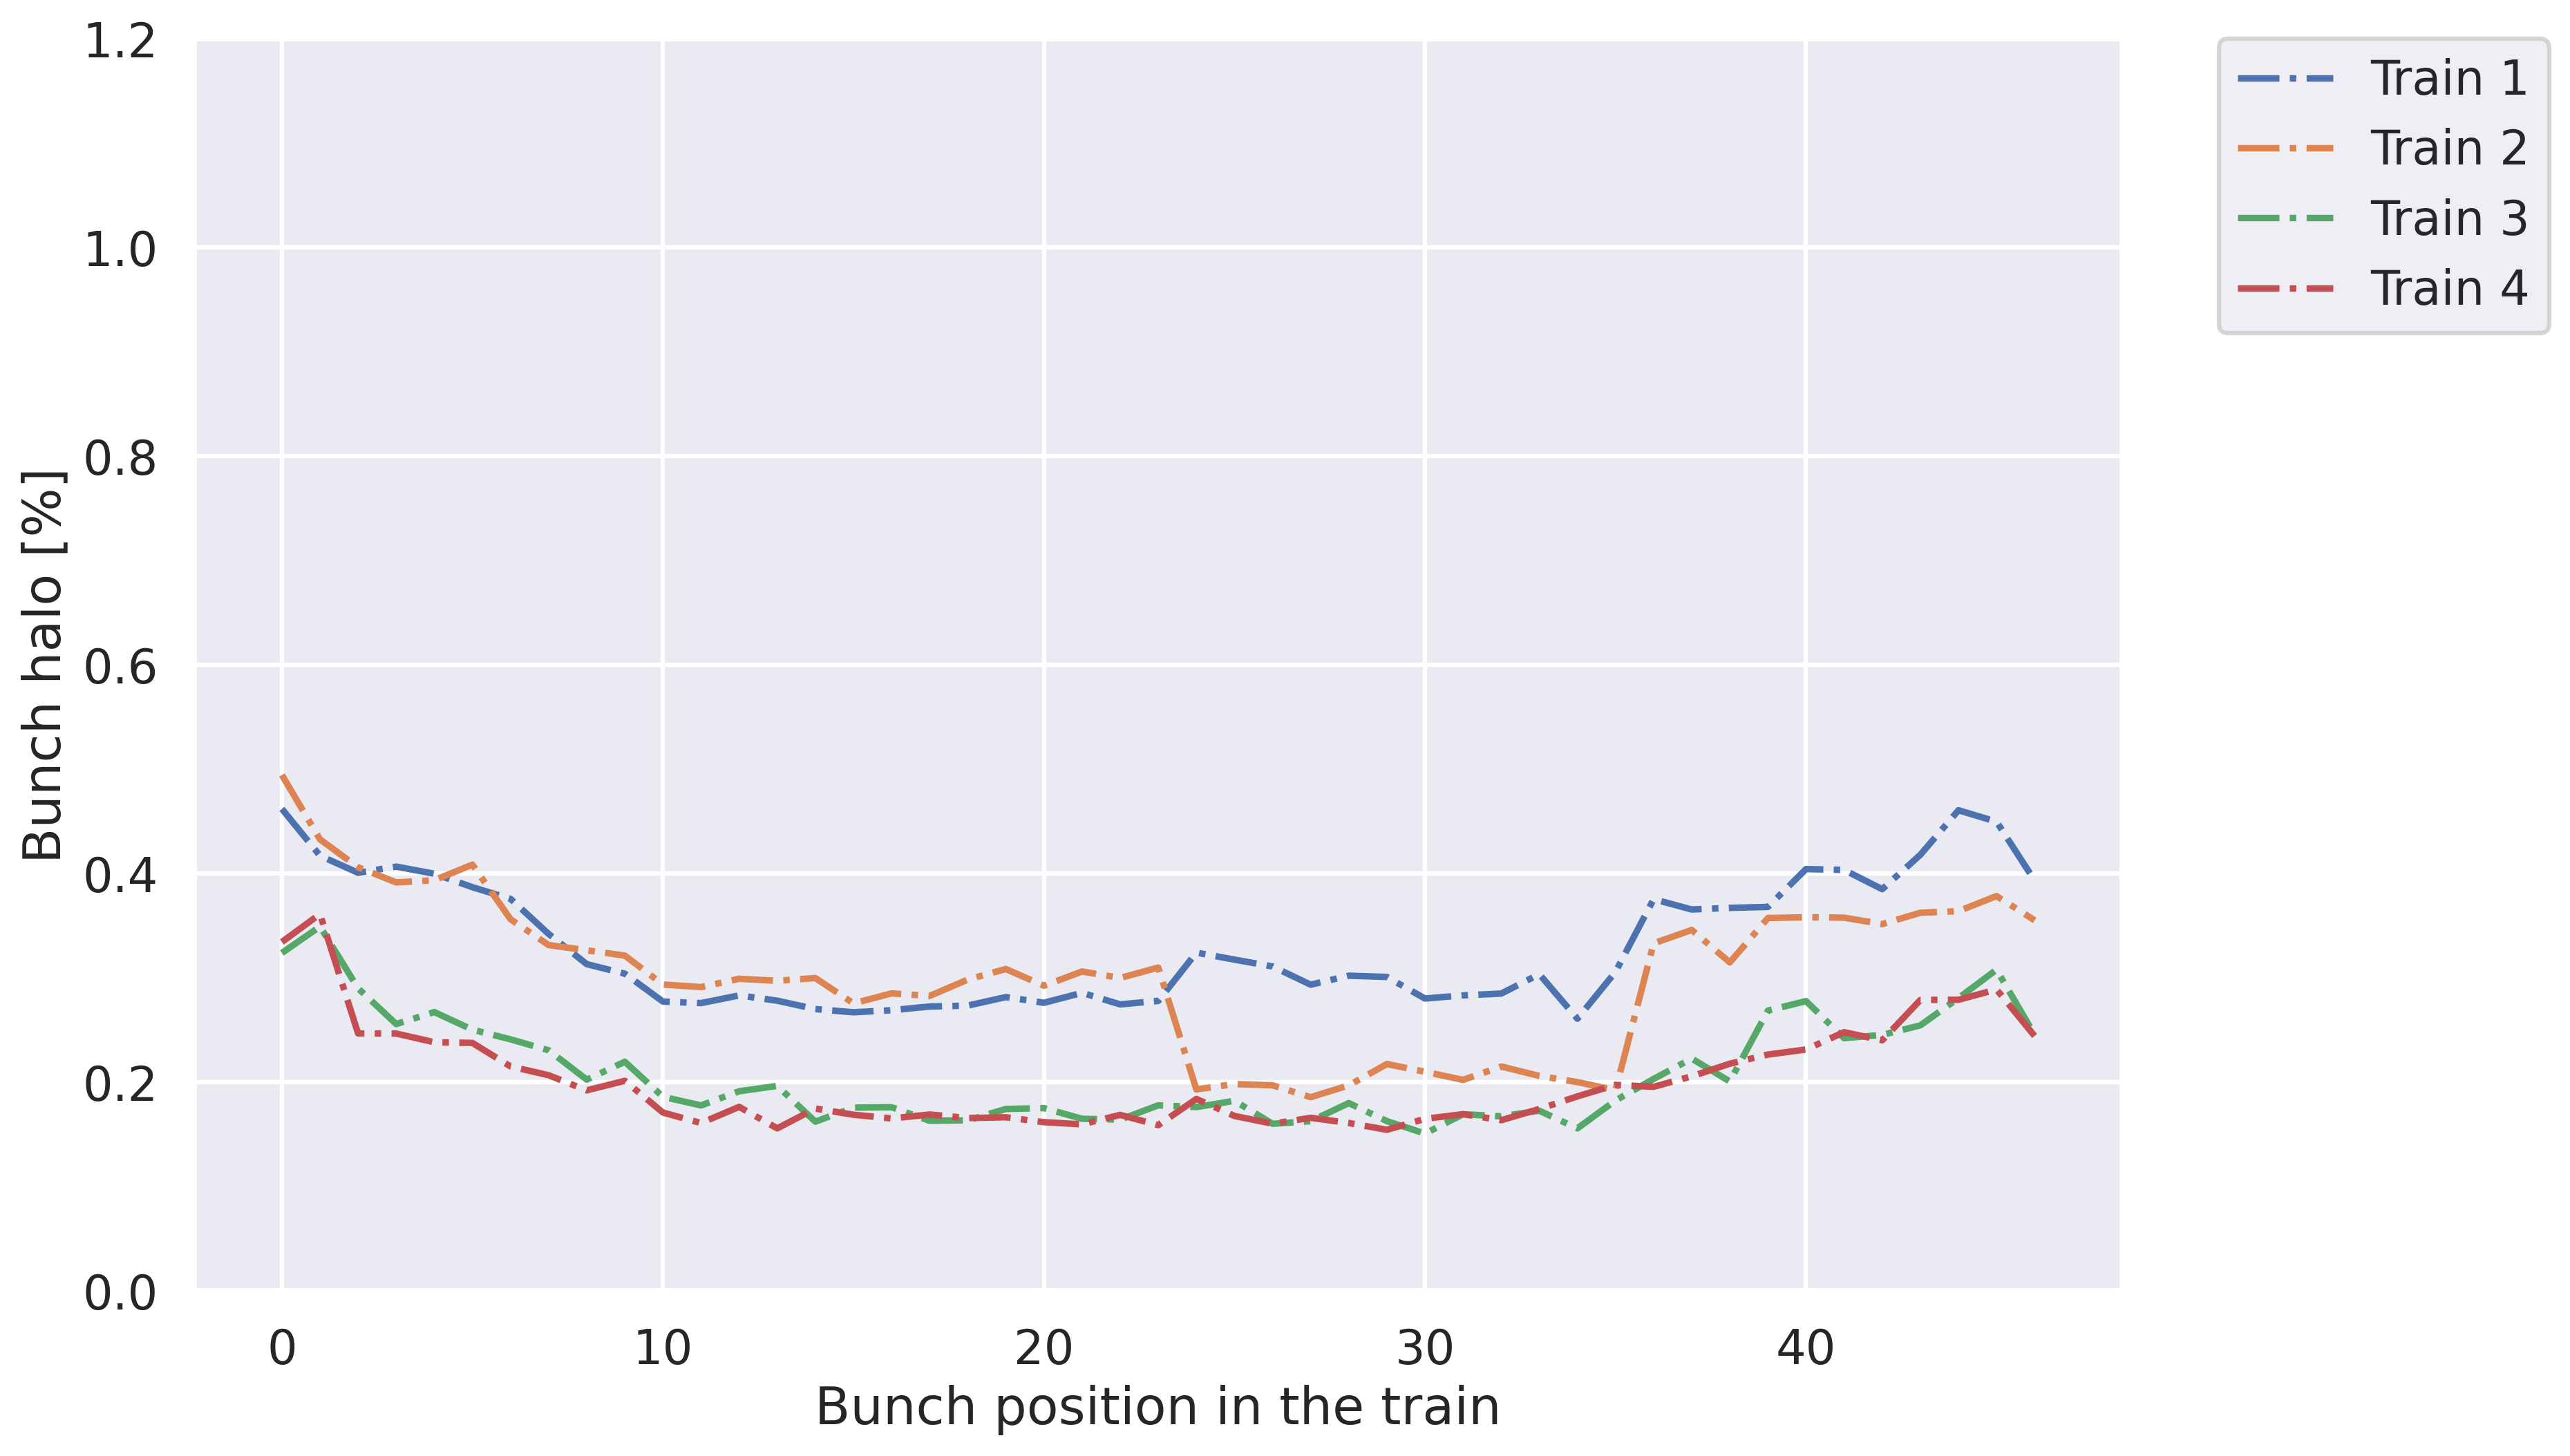 1.2
1.0
0.8
0.6
0.4
0.2
0.0
Bunch halo [%]
0 10 20 30 40
Bunch position in the train
Train 1
Train 2
Train 3
Train 4